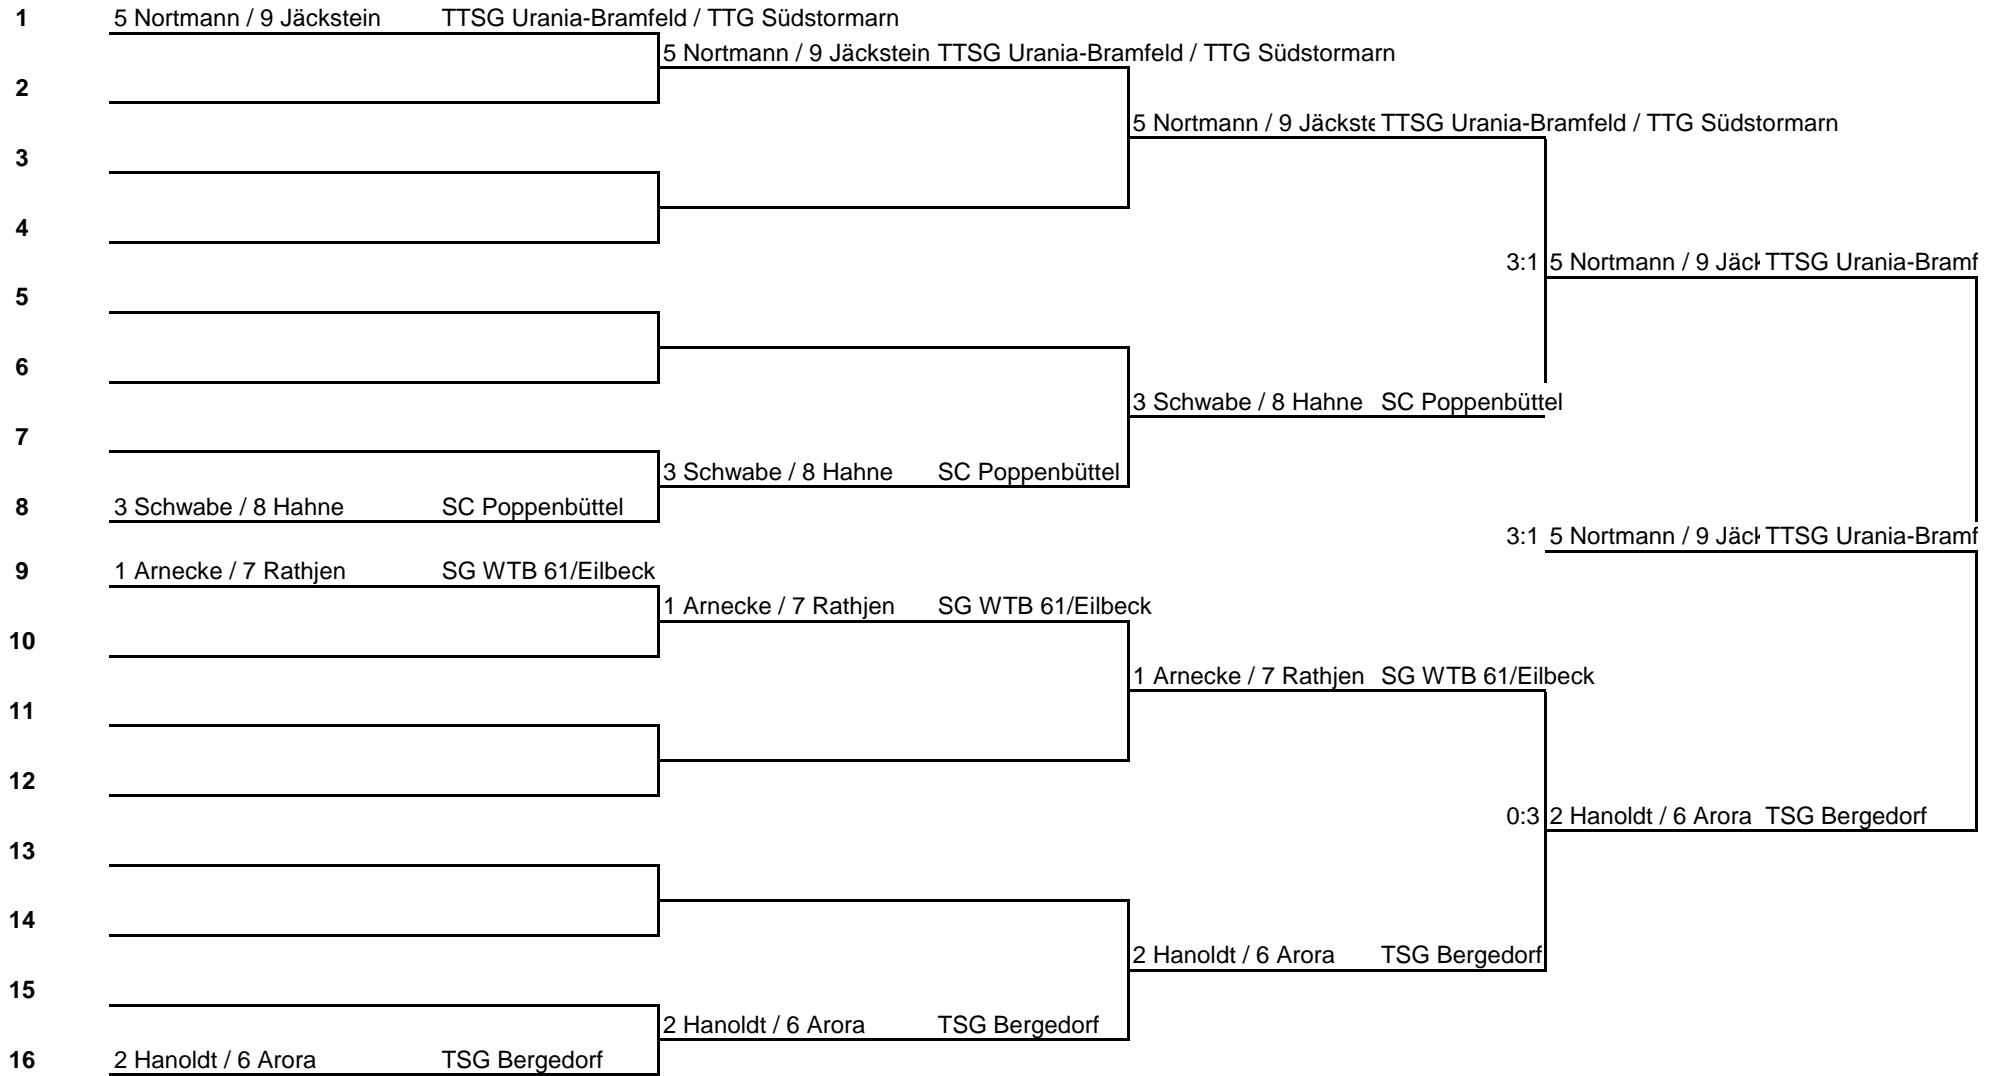 1 5 Nortmann / 9 Jäckstein TTSG Urania-Bramfeld / TTG Südstormarn
5 Nortmann / 9 Jäckstein TTSG Urania-Bramfeld / TTG Südstormarn
2
5 Nortmann / 9 Jäckste TTSG Urania-Bramfeld / TTG Südstormarn
3
4
3:1 5 Nortmann / 9 Jäck TTSG Urania-Bramf
5
6
3 Schwabe / 8 Hahne SC Poppenbüttel
7
3 Schwabe / 8 Hahne SC Poppenbüttel
8 3 Schwabe / 8 Hahne SC Poppenbüttel
3:1 5 Nortmann / 9 Jäck TTSG Urania-Bramf
9 1 Arnecke / 7 Rathjen SG WTB 61/Eilbeck
1 Arnecke / 7 Rathjen SG WTB 61/Eilbeck
10
1 Arnecke / 7 Rathjen SG WTB 61/Eilbeck
11
12
0:3 2 Hanoldt / 6 Arora TSG Bergedorf
13
14
2 Hanoldt / 6 Arora TSG Bergedorf
15
2 Hanoldt / 6 Arora TSG Bergedorf
16 2 Hanoldt / 6 Arora TSG Bergedorf